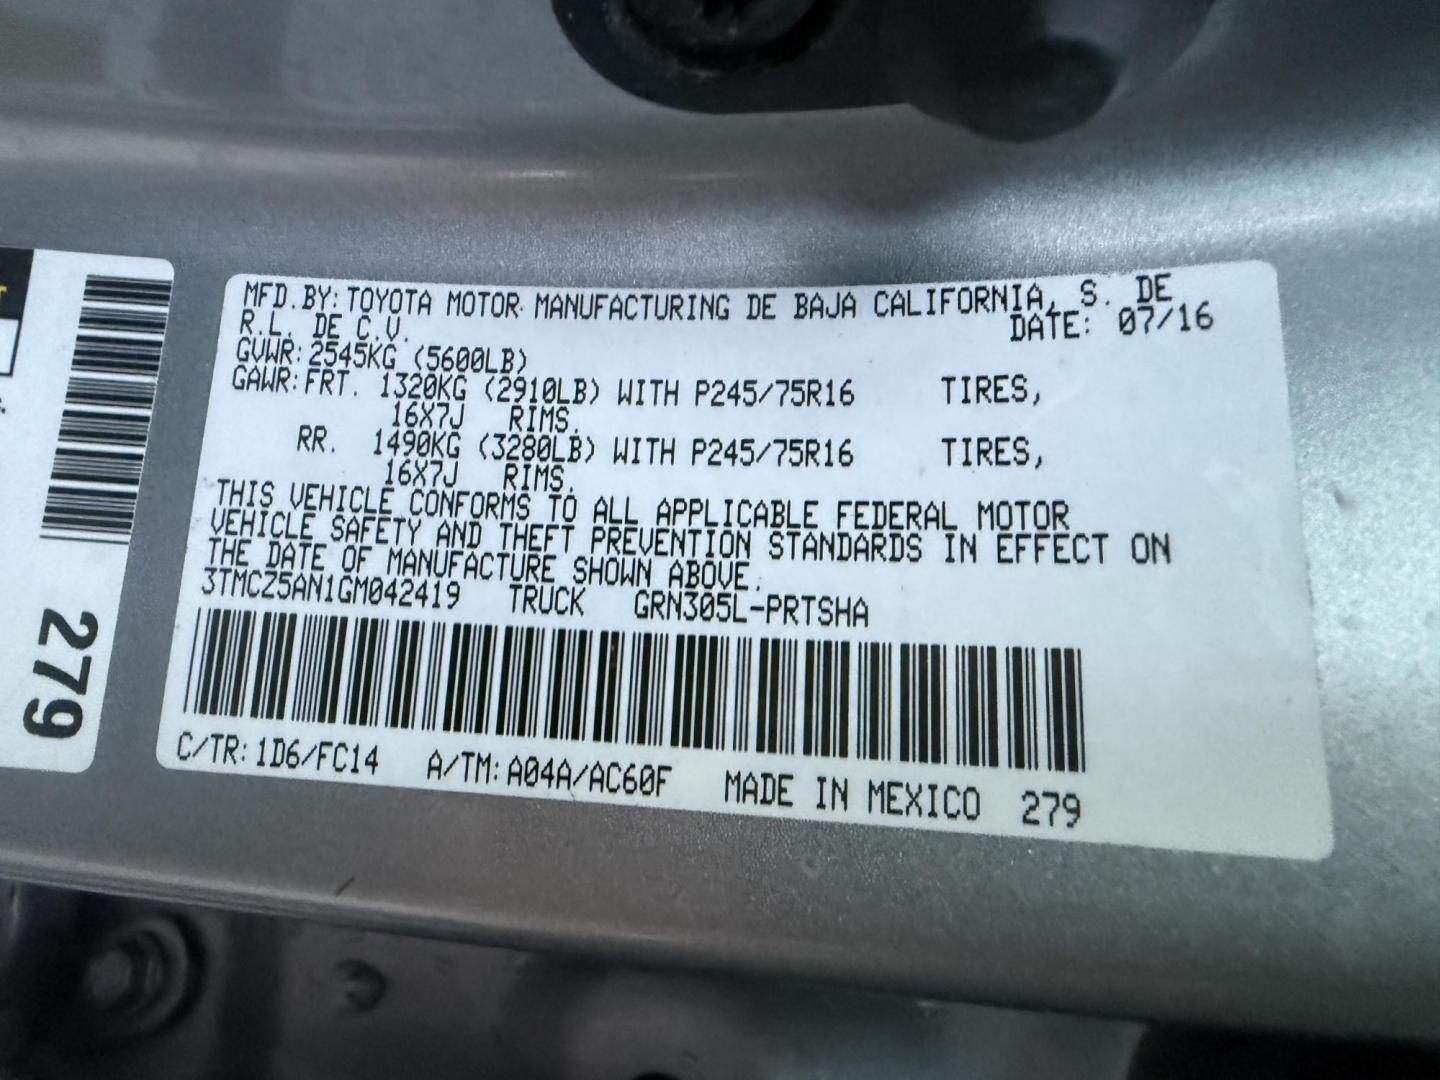 MFD. BY: TOYOTA MOTOR MANUFACTURING DE BAJA CALIFORNIA, S. DE
R.L. DE C.V. DATE: 07/16
GVWR: 2545KG (5600LB)
GAWR: FRT. 1320KG (2910LB) WITH P245/75R16 TIRES,
16X7J RIMS.
RR. 1490KG (3280LB) WITH P245/75R16 TIRES,
16X7J RIMS.
THIS VEHICLE CONFORMS TO ALL APPLICABLE FEDERAL MOTOR
VEHICLE SAFETY AND THEFT PREVENTION STANDARDS IN EFFECT ON
THE DATE OF MANUFACTURE SHOWN ABOVE.
3TMCZ5AN1GM042419 TRUCK GRN305L-PRTSHA
C/TR: 1D6/FC14 A/TM: A04A/AC60F MADE IN MEXICO 279
279